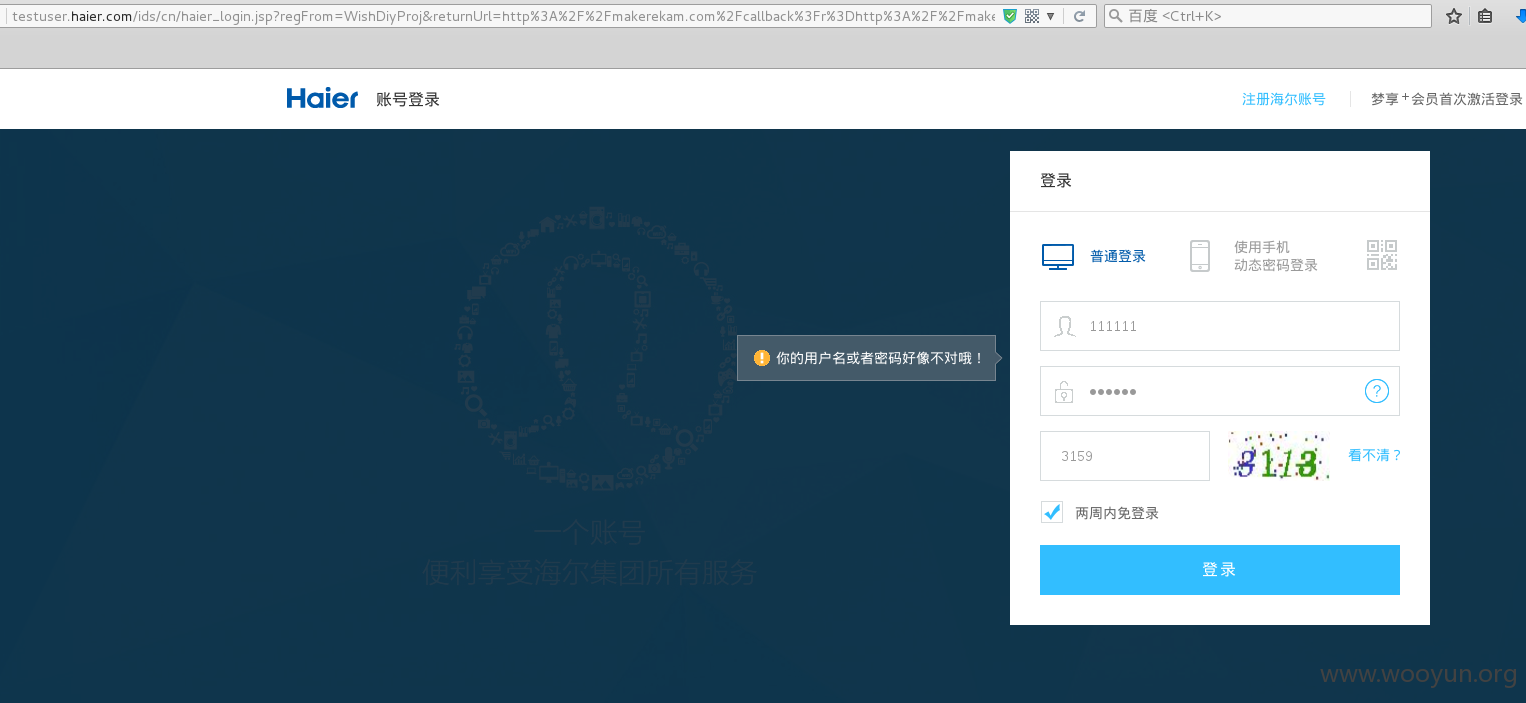 testuser.haier.com/ids/cn/haier_login.jsp?regFrom=WishDiyProj&returnUrl=http%3A%2F%2Fmakerekam.com%2Fcallback%3Fr%3Dhttp%3A%2F%2Fmake
百度 <Ctrl+K>
Haier 账号登录
注册海尔账号
梦享+会员首次激活登录
登录
普通登录
使用手机
动态密码登录
111111
你的用户名或者密码好像不对哦！
••••••
?
3159
看不清？
两周内免登录
登录
一个账号
便利享受海尔集团所有服务
www.wooyun.org